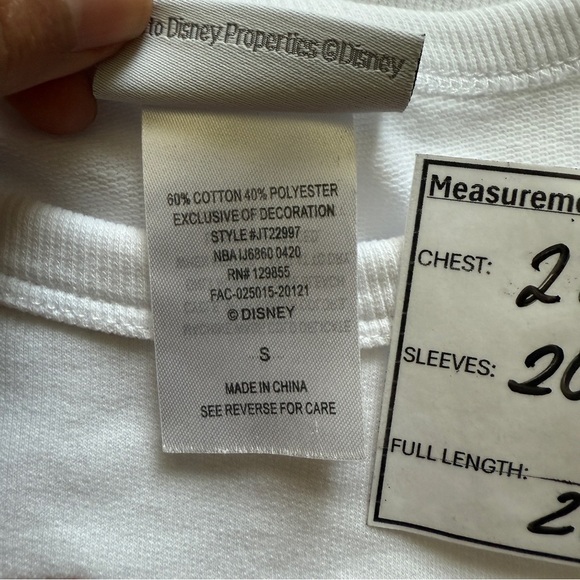 to Disney Properties ©Disney
60% COTTON 40% POLYESTER
EXCLUSIVE OF DECORATION
STYLE #JT22997
NBA IJ6860 0420
RN# 129855
FAC-025015-20121
© DISNEY
S
MADE IN CHINA
SEE REVERSE FOR CARE
Measureme
CHEST: 2
SLEEVES: 20
FULL LENGTH:
2